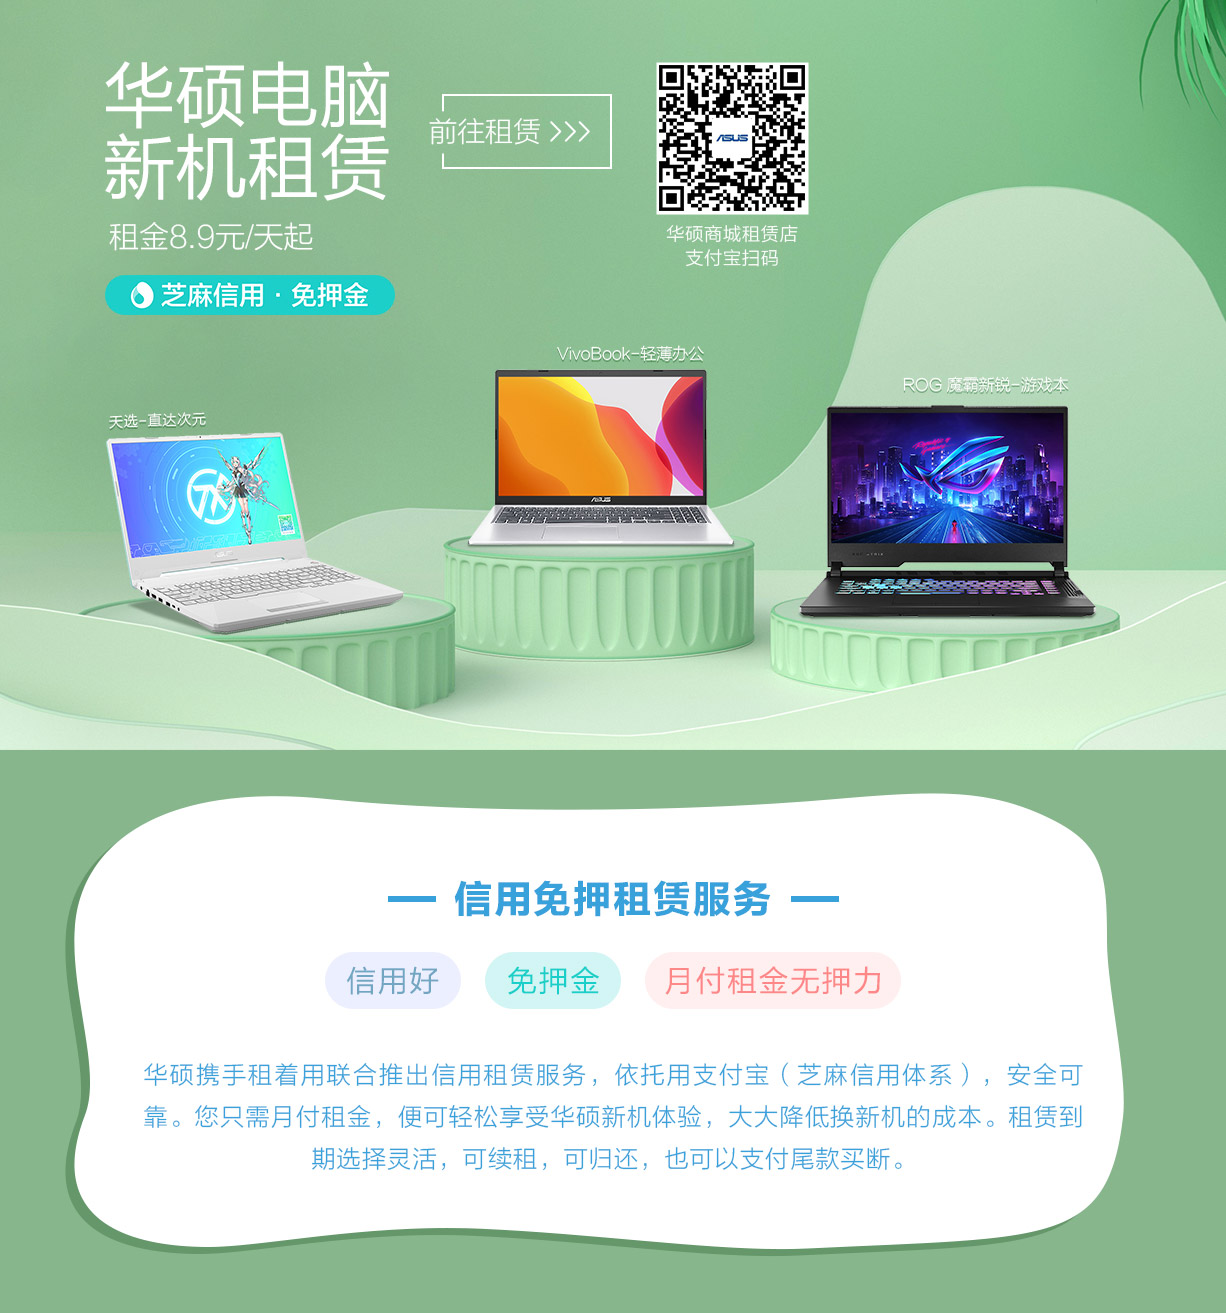 华硕电脑
新机租赁
租金8.9元/天起
芝麻信用 · 免押金
前往租赁 >>>
ASUS
华硕商城租赁店
支付宝扫码
天选-直达次元
VivoBook-轻薄办公
ROG 魔霸新锐-游戏本
ASUS
信用免押租赁服务
信用好
免押金
月付租金无押力
华硕携手租着用联合推出信用租赁服务，依托用支付宝（芝麻信用体系），安全可
靠。您只需月付租金，便可轻松享受华硕新机体验，大大降低换新机的成本。租赁到
期选择灵活，可续租，可归还，也可以支付尾款买断。